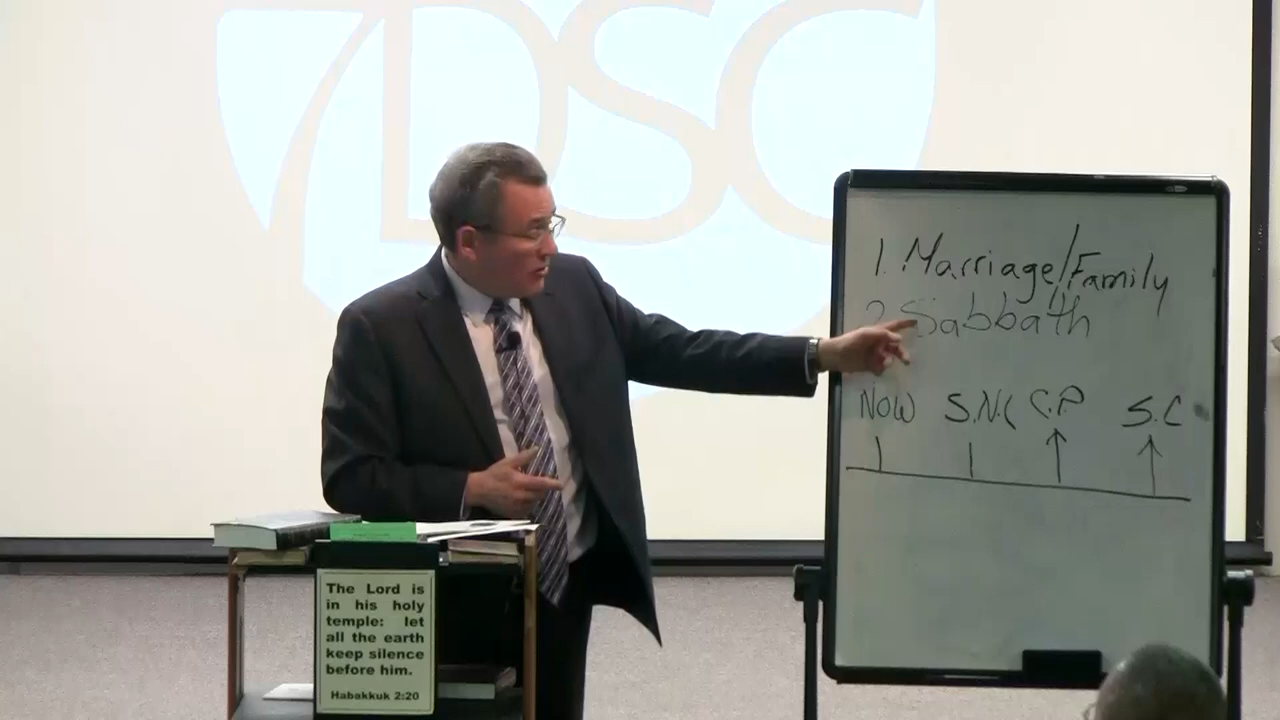 DSC
1. Marriage/Family
2. Sabbath
NOW S.N.C C.P S.C
The Lord is
in his holy
temple: let
all the earth
keep silence
before him.
Habakkuk 2:20